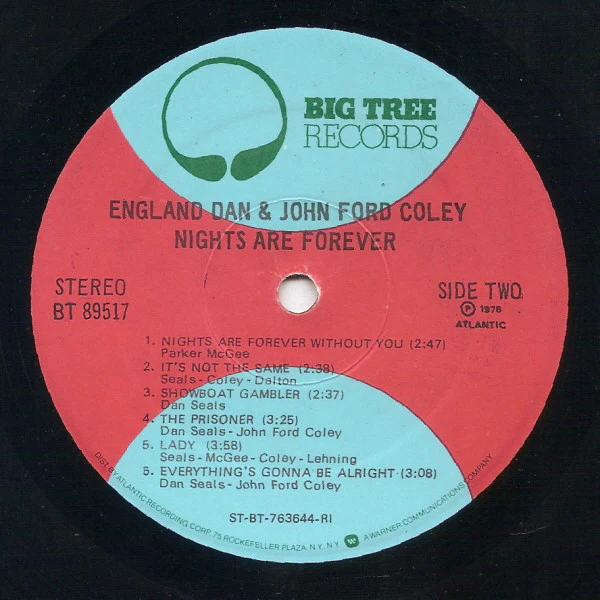 BIG TREE
RECORDS
ENGLAND DAN & JOHN FORD COLEY
NIGHTS ARE FOREVER
STEREO
BT 89517
SIDE TWO
℗ 1976
ATLANTIC
1. NIGHTS ARE FOREVER WITHOUT YOU (2:47)
Parker McGee
2. IT'S NOT THE SAME (2:38)
Seals - Coley - Dalton
3. SHOWBOAT GAMBLER (2:37)
Dan Seals
4. THE PRISONER (3:25)
Dan Seals - John Ford Coley
5. LADY (3:58)
Seals - McGee - Coley - Lehning
6. EVERYTHING'S GONNA BE ALRIGHT (3:08)
Dan Seals - John Ford Coley
ST-BT-763644-RI
DIST. BY ATLANTIC RECORDING CORP. 75 ROCKEFELLER PLAZA, N.Y. N.Y. W A WARNER COMMUNICATIONS COMPANY